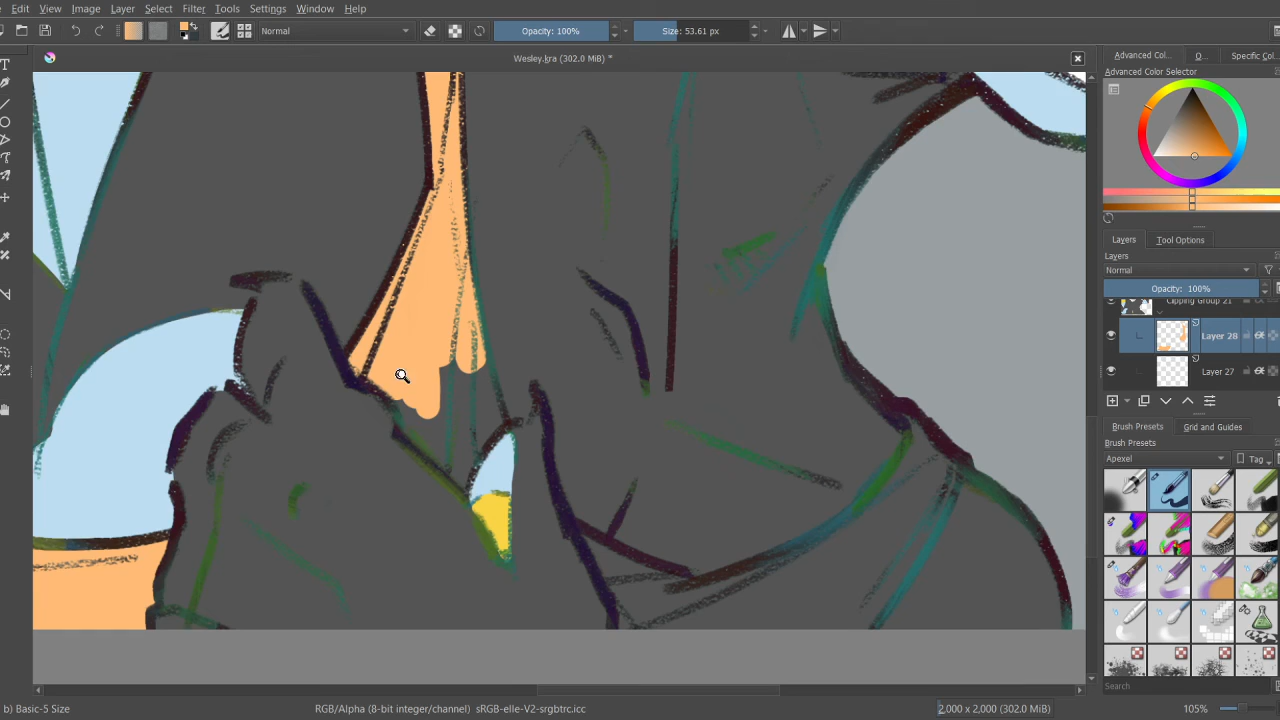 Edit View Image Layer Select Filter Tools Settings Window Help
Normal Opacity: 100% Size: 53.61 px
Wesley.kra (302.0 MiB) *
Advanced Col... O... Specific Col...
Advanced Color Selector
Layers Tool Options
Layers
Normal
Opacity: 100%
Clipping Group 21
Layer 28
Layer 27
Brush Presets Grid and Guides
Brush Presets
Apexel Tag
Search
b) Basic-5 Size RGB/Alpha (8-bit integer/channel) sRGB-elle-V2-srgbtrc.icc 2,000 x 2,000 (302.0 MiB) 105%